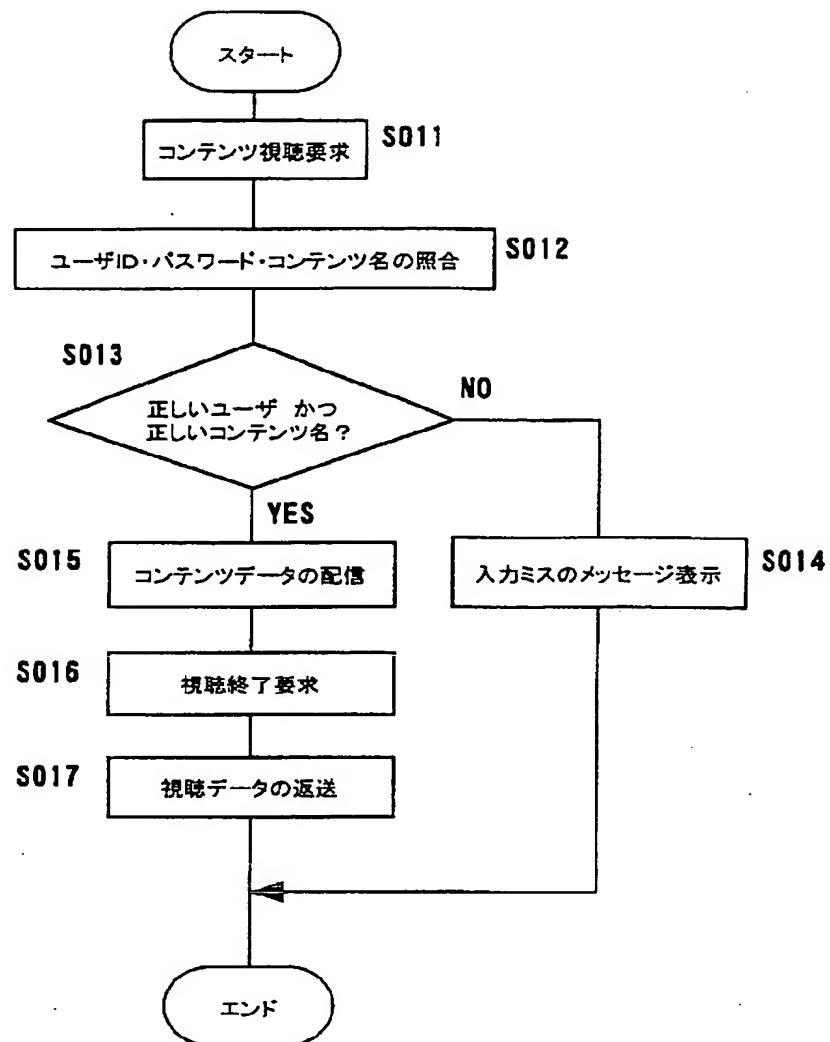 スタート
コンテンツ視聴要求
S011
ユーザID・パスワード・コンテンツ名の照合
S012
S013
正しいユーザ かつ
正しいコンテンツ名?
NO
YES
S015
コンテンツデータの配信
入力ミスのメッセージ表示
S014
S016
視聴終了要求
S017
視聴データの返送
エンド